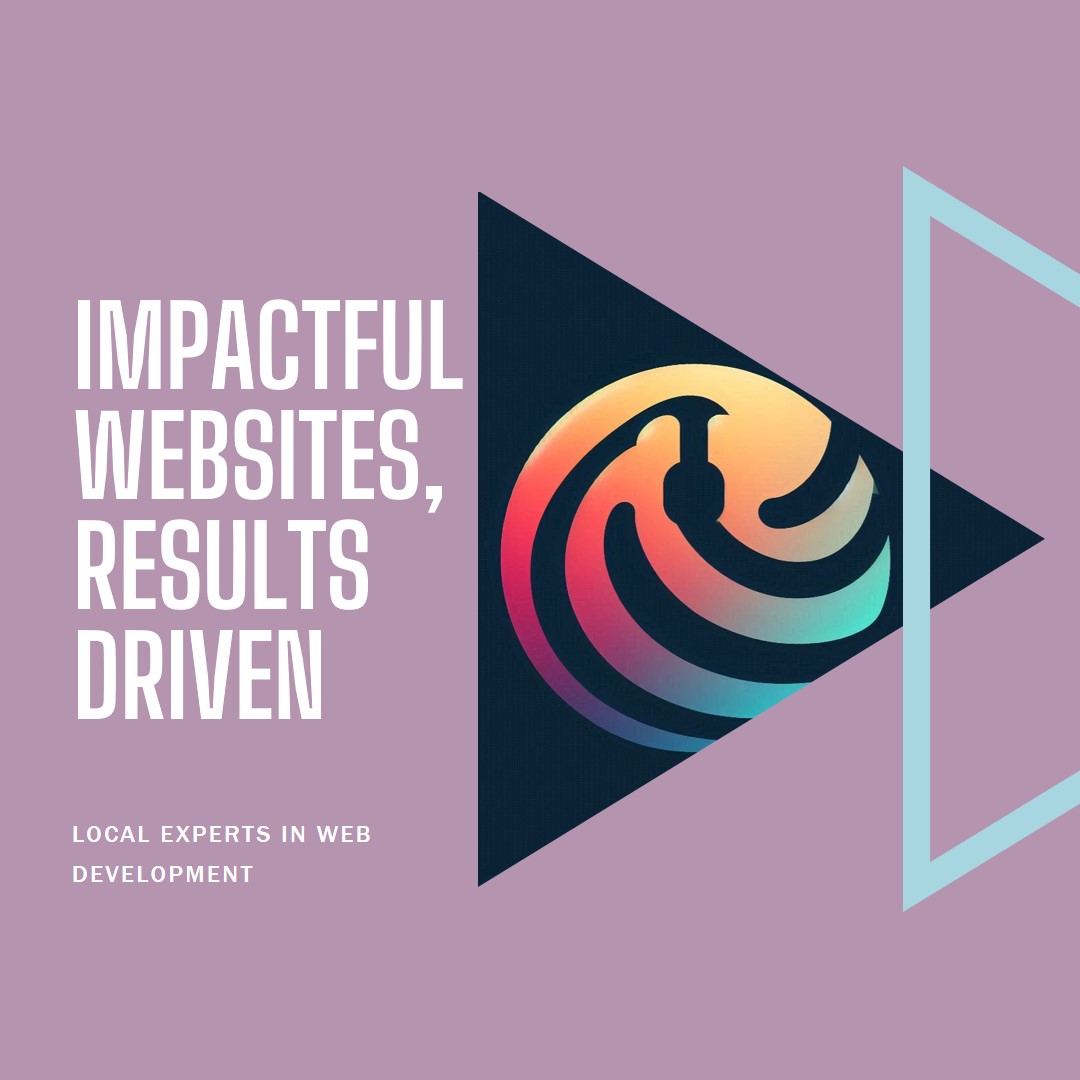 IMPACTFUL
WEBSITES,
RESULTS
DRIVEN
LOCAL EXPERTS IN WEB
DEVELOPMENT